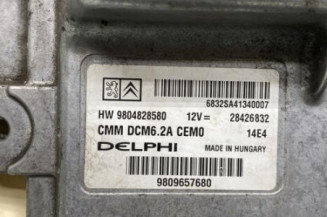 6832SA41340007
HW 9804828580 12V= 28426832
CMM DCM6.2A CEM0 14E4
DELPHI MADE IN HUNGARY
9809657680